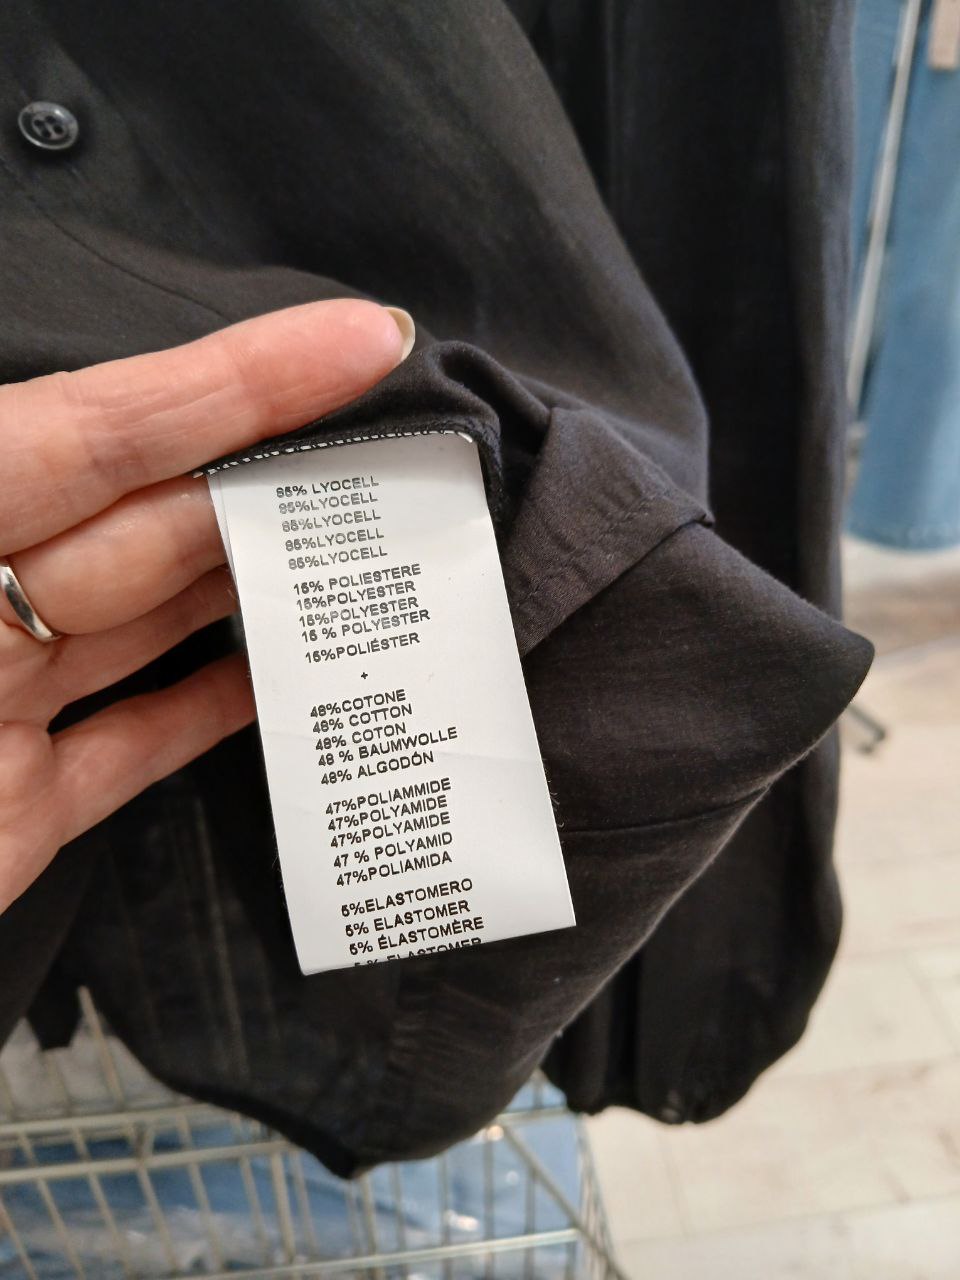 85% LYOCELL
85%LYOCELL
85%LYOCELL
85%LYOCELL
85%LYOCELL
15% POLIESTERE
15%POLYESTER
15%POLYESTER
15 % POLYESTER
15%POLIÉSTER
+
48%COTONE
48% COTTON
48% COTON
48 % BAUMWOLLE
48% ALGODÓN
47%POLIAMMIDE
47%POLYAMIDE
47%POLYAMIDE
47 % POLYAMID
47%POLIAMIDA
5%ELASTOMERO
5% ELASTOMER
5% ÉLASTOMÈRE
5 % ELASTOMER